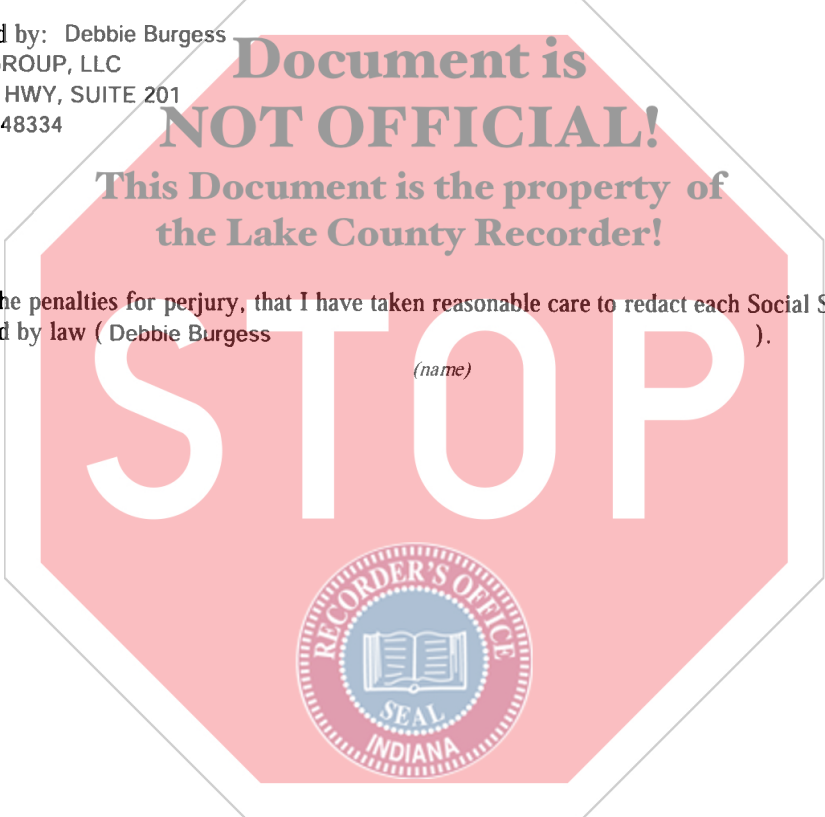 d by: Debbie Burgess
GROUP, LLC
HWY, SUITE 201
48334
Document is
NOT OFFICIAL!
This Document is the property of
the Lake County Recorder!
he penalties for perjury, that I have taken reasonable care to redact each Social S
d by law ( Debbie Burgess ).
(name)
STOP
RECORDER'S OFFICE
SEAL
INDIANA